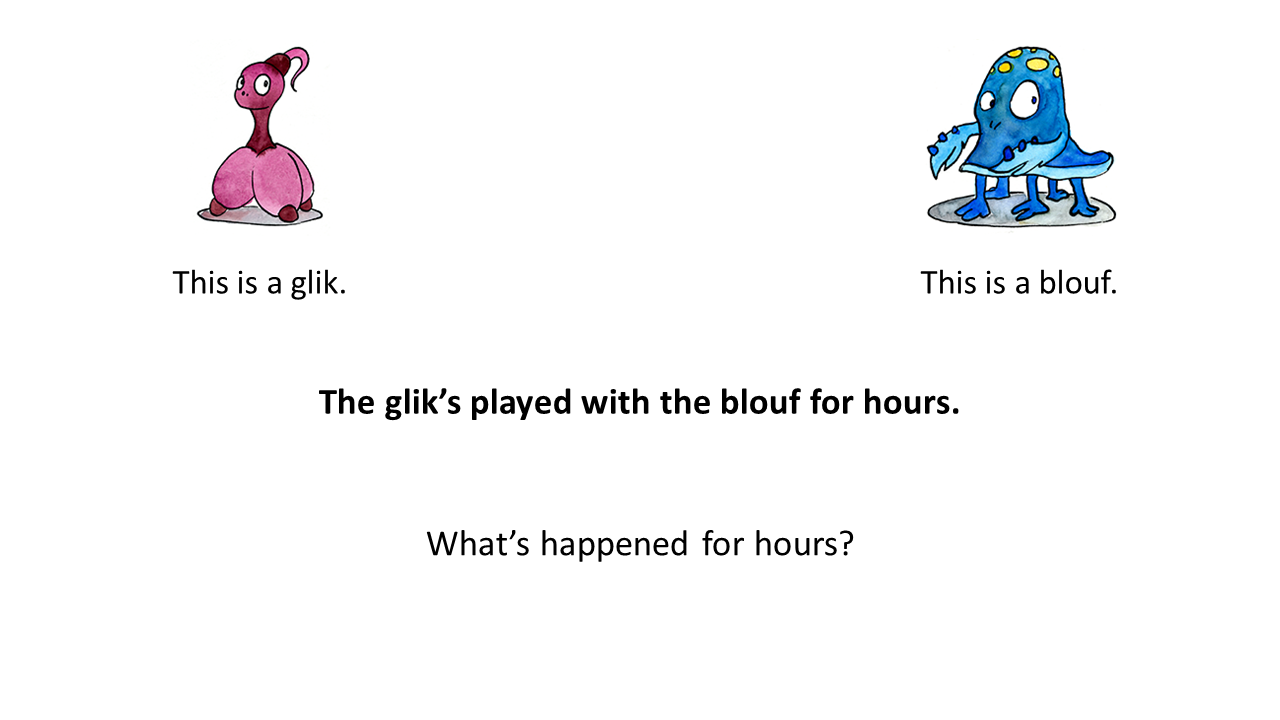 This is a glik.
This is a blouf.
The glik’s played with the blouf for hours.
What’s happened for hours?